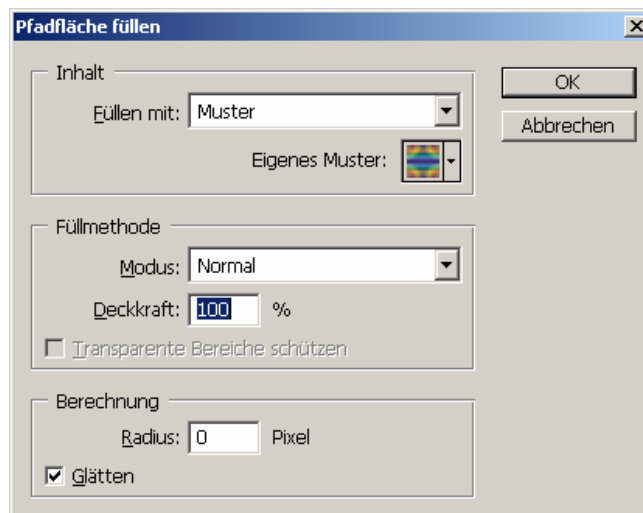 Pfadfläche füllen
Inhalt
OK
Füllen mit: Muster
Abbrechen
Eigenes Muster:
Füllmethode
Modus: Normal
Deckkraft: 100 %
Transparente Bereiche schützen
Berechnung
Radius: 0 Pixel
Glätten